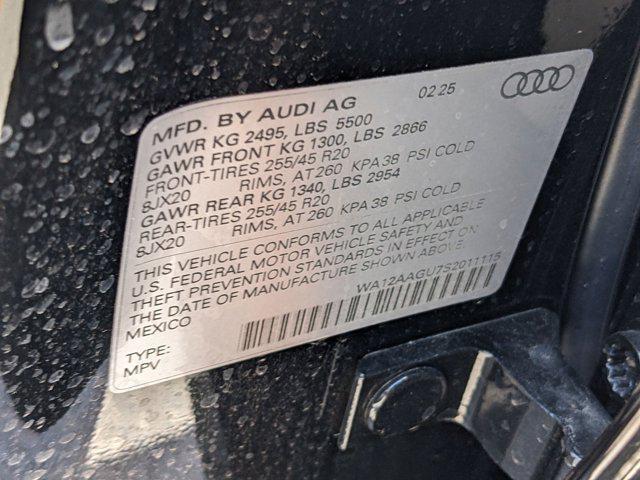 MFD. BY AUDI AG 02 25
GVWR KG 2495, LBS 5500
GAWR FRONT KG 1300, LBS 2866
FRONT-TIRES 255/45 R20
8JX20 RIMS, AT 260 KPA 38 PSI COLD
GAWR REAR KG 1340, LBS 2954
REAR-TIRES 255/45 R20
8JX20 RIMS, AT 260 KPA 38 PSI COLD
THIS VEHICLE CONFORMS TO ALL APPLICABLE
U.S. FEDERAL MOTOR VEHICLE SAFETY AND
THEFT PREVENTION STANDARDS IN EFFECT ON
THE DATE OF MANUFACTURE SHOWN ABOVE.
MEXICO WA12AAGU7S2011115
TYPE:
MPV